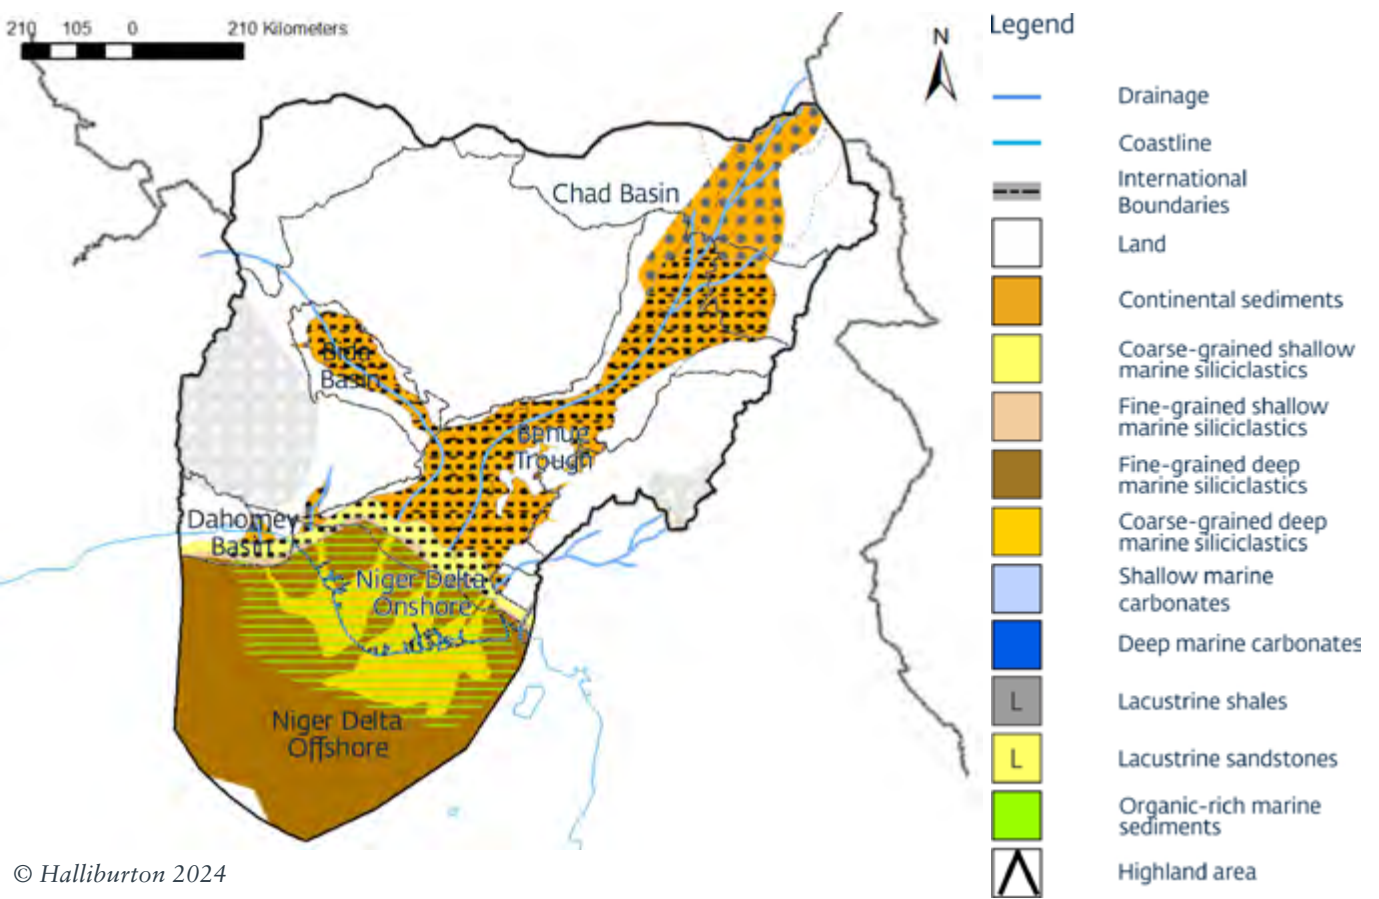 210 105 0 210 Kilometers
N
Chad Basin
Bida
Basin
Benue
Trough
Dahomey
Basin
Niger Delta
Onshore
Niger Delta
Offshore
Legend
Drainage
Coastline
International
Boundaries
Land
Continental sediments
Coarse-grained shallow
marine siliciclastics
Fine-grained shallow
marine siliciclastics
Fine-grained deep
marine siliciclastics
Coarse-grained deep
marine siliciclastics
Shallow marine
carbonates
Deep marine carbonates
L Lacustrine shales
L Lacustrine sandstones
Organic-rich marine
sediments
Highland area
© Halliburton 2024